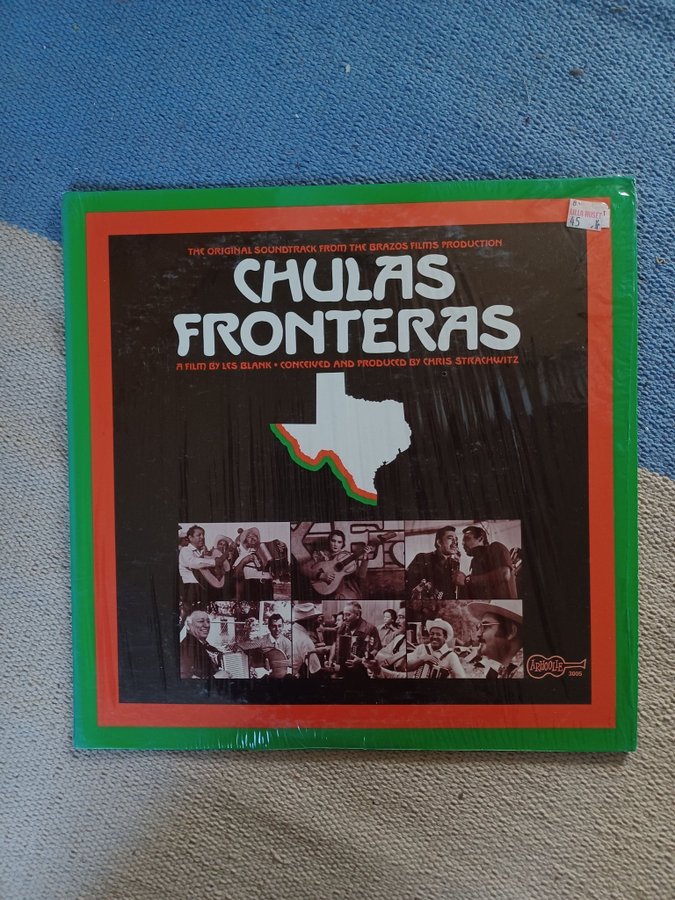 THE ORIGINAL SOUNDTRACK FROM THE BRAZOS FILMS PRODUCTION
CHULAS
FRONTERAS
A FILM BY LES BLANK • CONCEIVED AND PRODUCED BY CHRIS STRACHWITZ
ARHOOLIE
3005
45